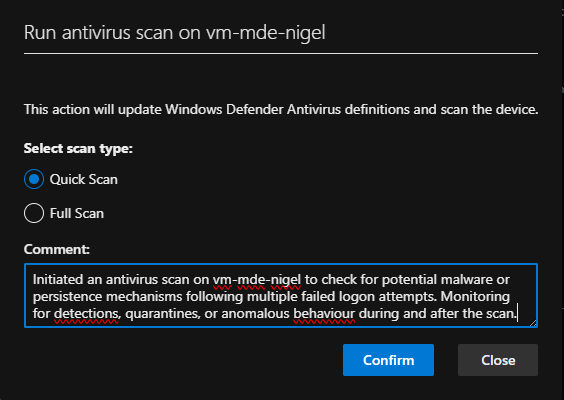 Run antivirus scan on vm-mde-nigel
This action will update Windows Defender Antivirus definitions and scan the device.
Select scan type:
Quick Scan
Full Scan
Comment:
Initiated an antivirus scan on vm-mde-nigel to check for potential malware or
persistence mechanisms following multiple failed logon attempts. Monitoring
for detections, quarantines, or anomalous behaviour during and after the scan.
Confirm Close